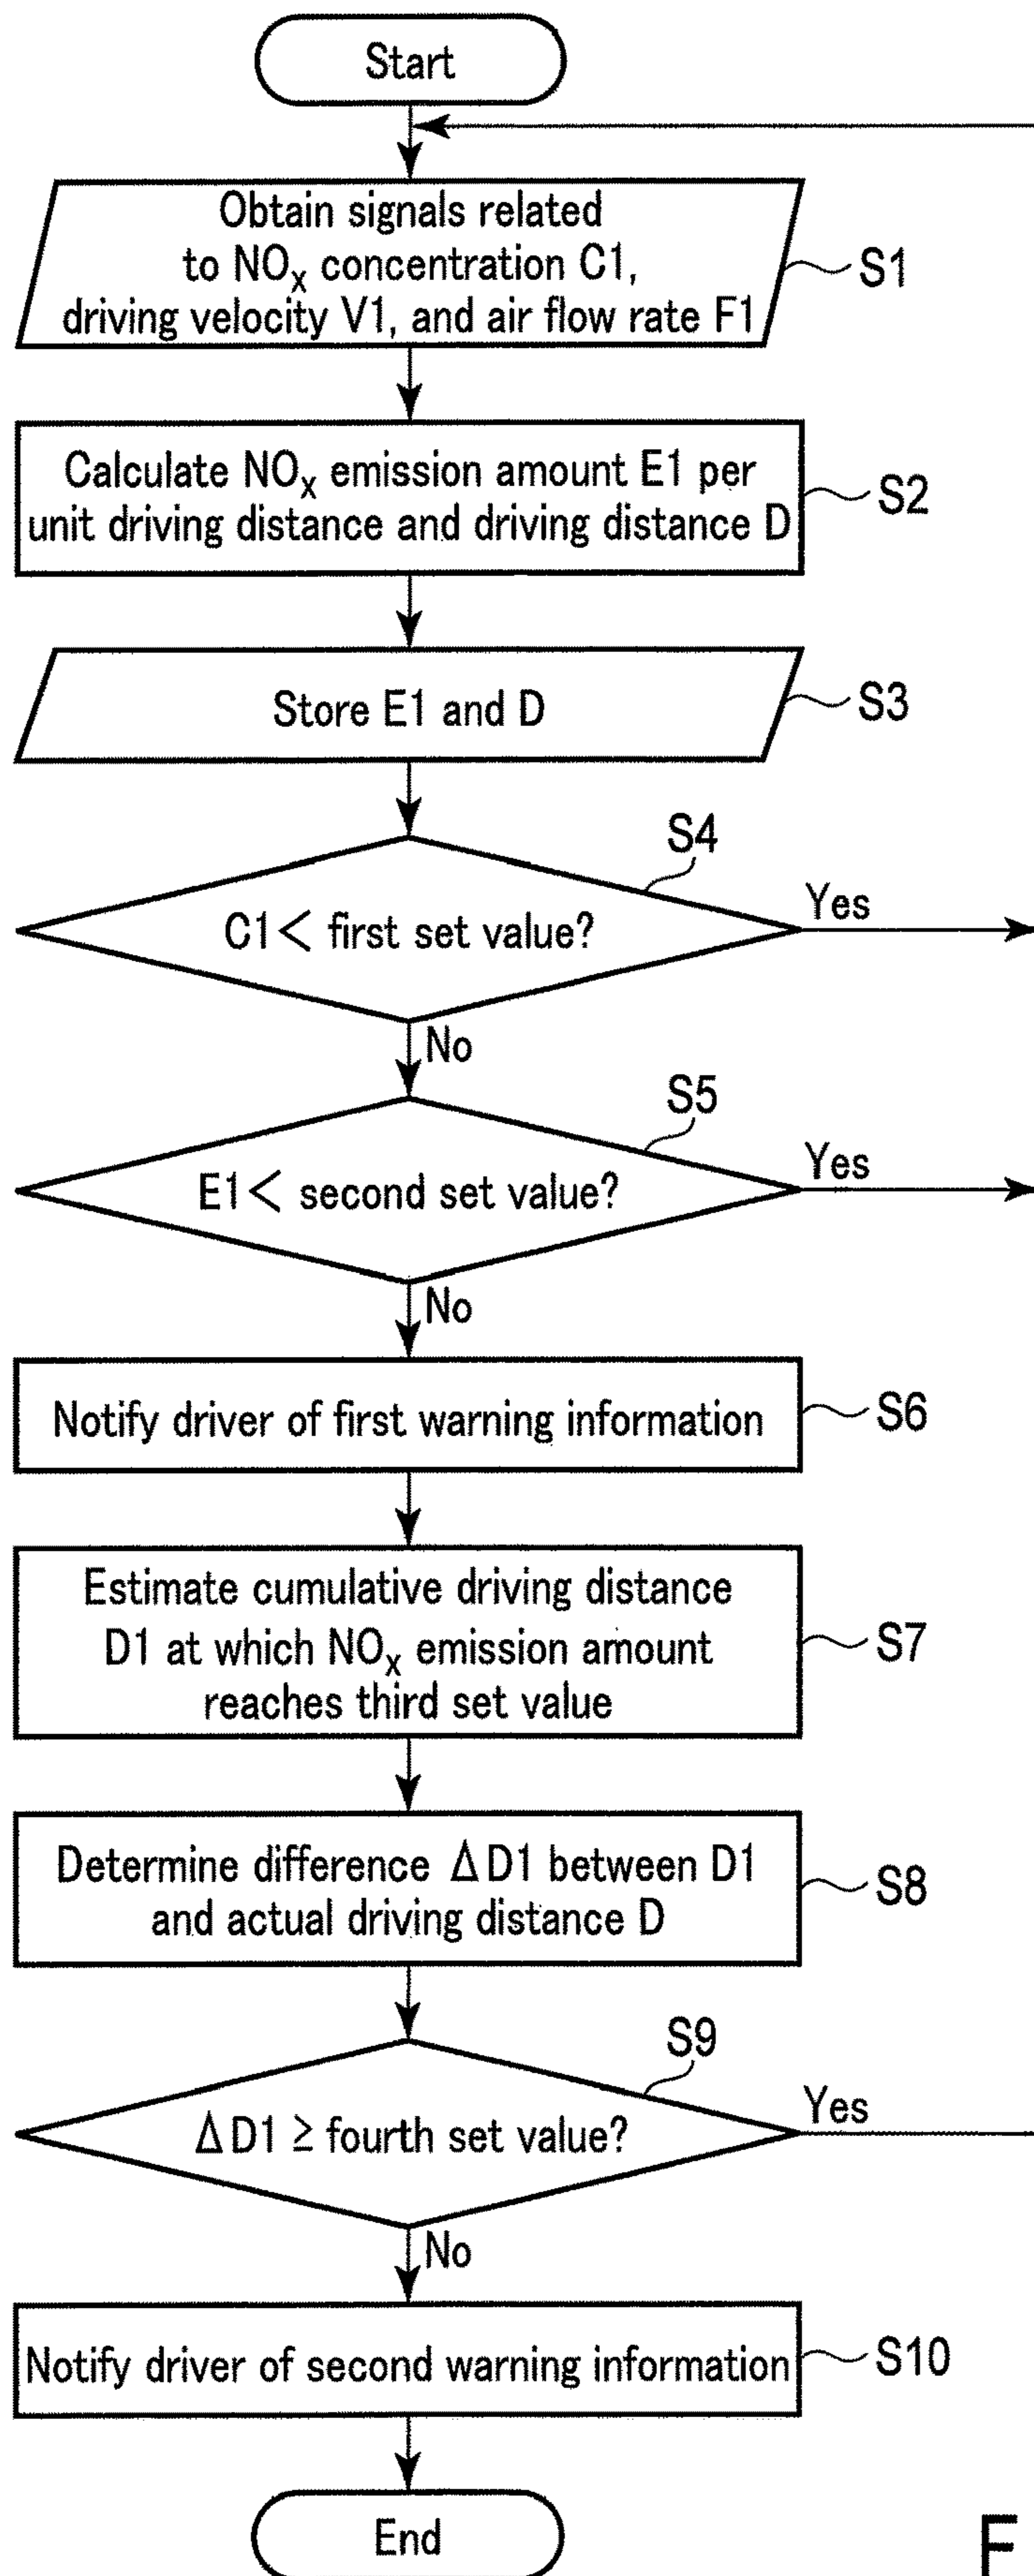 Start
Obtain signals related
to NOx concentration C1,
driving velocity V1, and air flow rate F1
S1
Calculate NOx emission amount E1 per
unit driving distance and driving distance D
S2
Store E1 and D
S3
S4
C1 < first set value?
Yes
No
S5
E1 < second set value?
Yes
No
Notify driver of first warning information
S6
Estimate cumulative driving distance
D1 at which NOx emission amount
reaches third set value
S7
Determine difference ΔD1 between D1
and actual driving distance D
S8
S9
ΔD1 ≥ fourth set value?
Yes
No
Notify driver of second warning information
S10
End
F